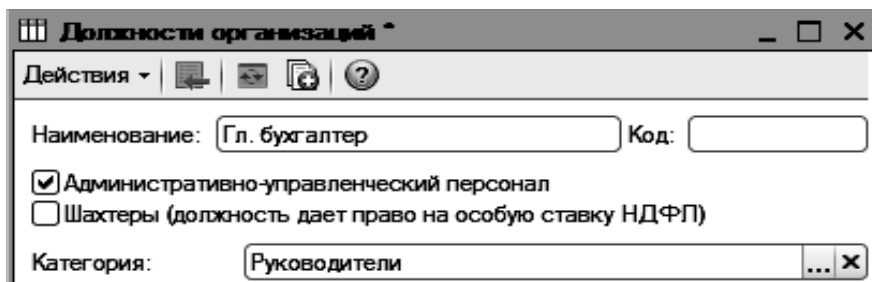 Должности организаций *
Действия
Наименование: Гл. бухгалтер Код:
Административно-управленческий персонал
Шахтеры (должность дает право на особую ставку НДФП)
Категория: Руководители ...